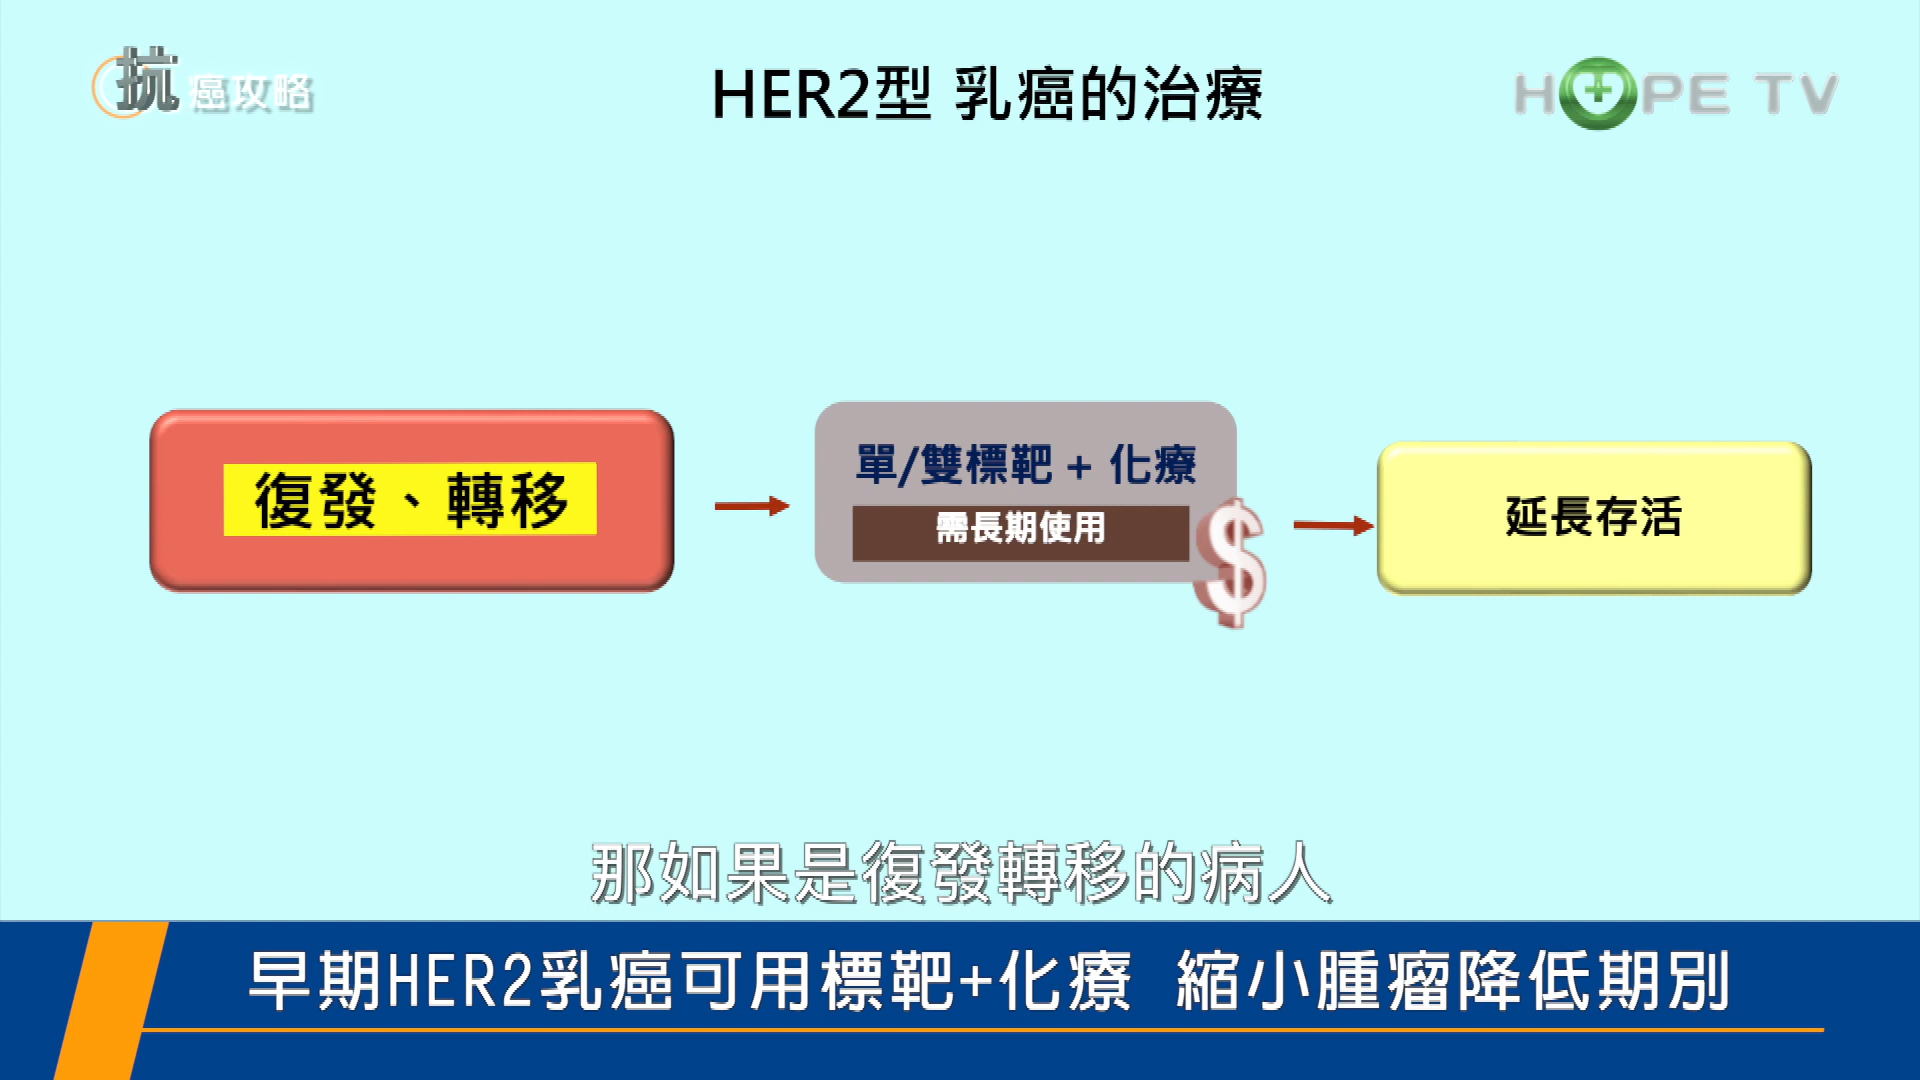 抗癌攻略
HER2型 乳癌的治療
HOPE TV
復發、轉移
單/雙標靶 + 化療
需長期使用
$
延長存活
那如果是復發轉移的病人
早期HER2乳癌可用標靶+化療 縮小腫瘤降低期別